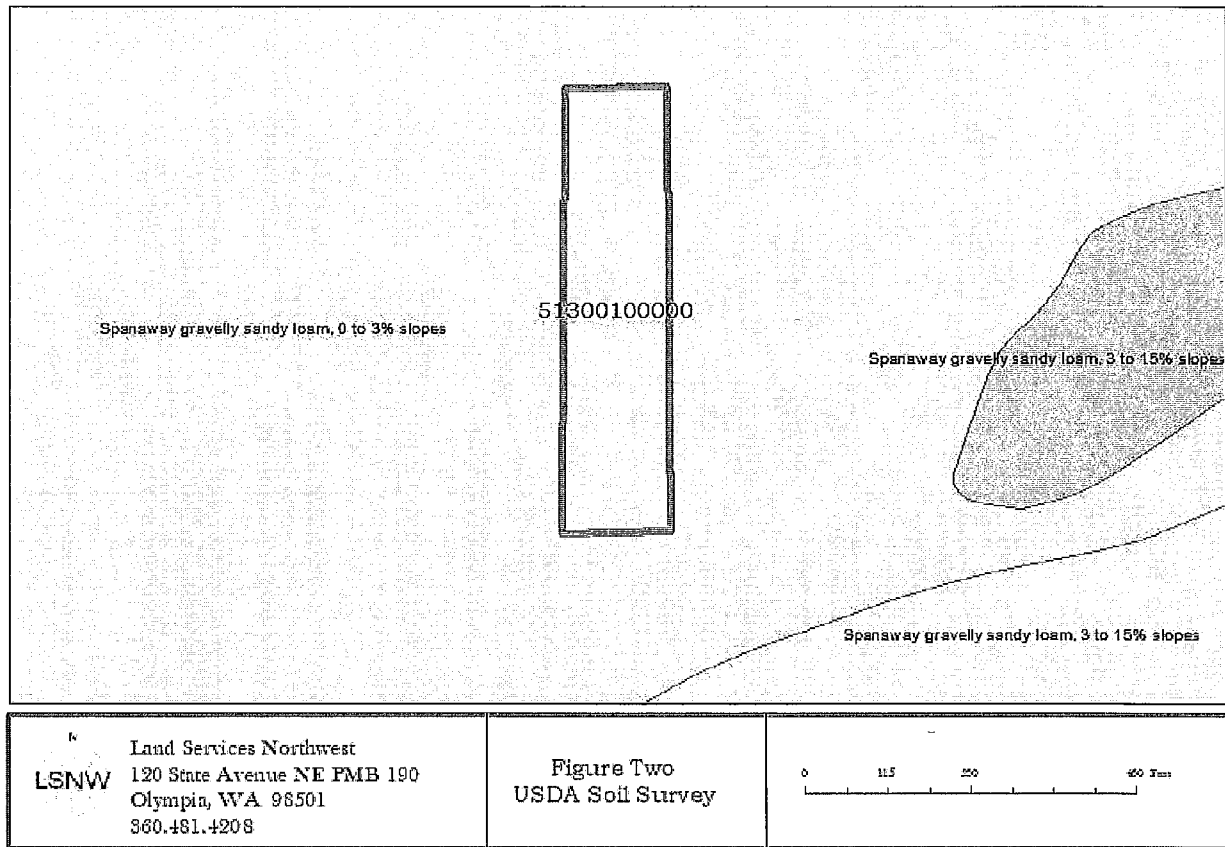 51300100000
Spanaway gravelly sandy loam, 0 to 3% slopes
Spanaway gravelly sandy loam, 3 to 15% slopes
Spanaway gravelly sandy loam, 3 to 15% slopes
N
LSNW
Land Services Northwest
120 State Avenue NE PMB 190
Olympia, WA 98501
360.481.4208
Figure Two
USDA Soil Survey
0 115 230 460 Feet